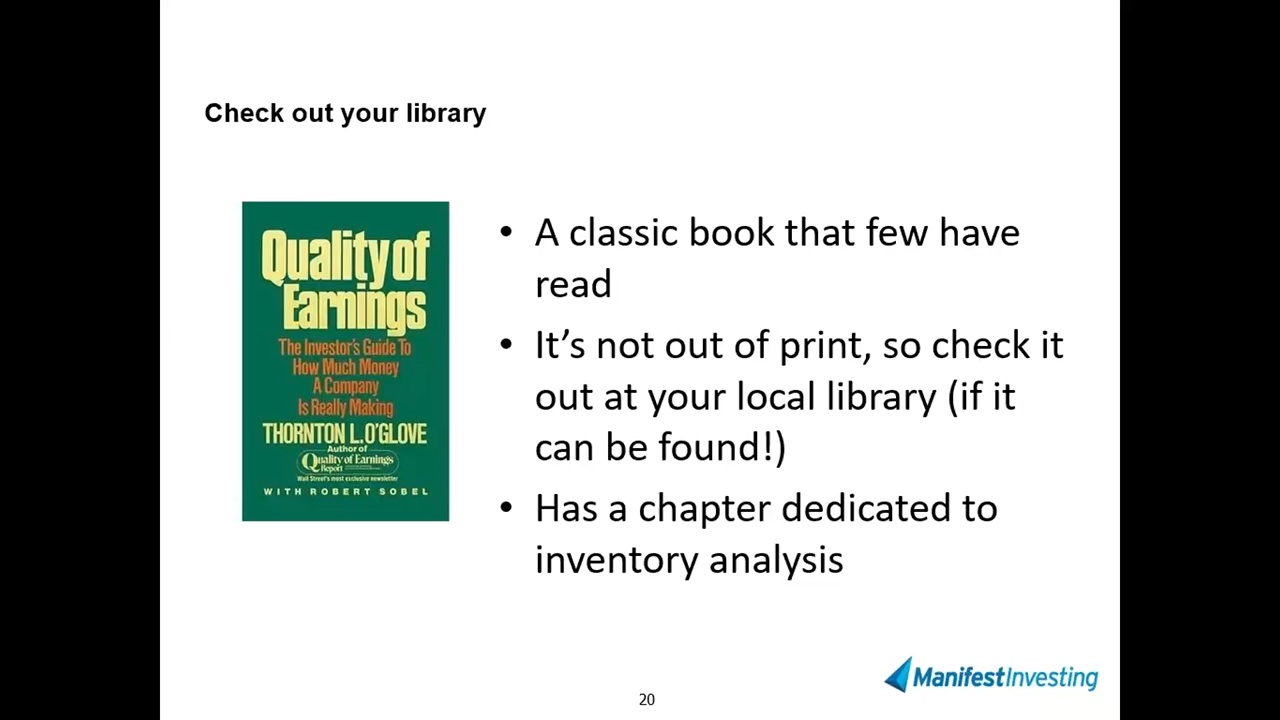 Check out your library
Quality of
Earnings
The Investor's Guide To
How Much Money
A Company
Is Really Making
THORNTON L. O'GLOVE
Author of
Quality of Earnings
Report
Wall Street's most exclusive newsletter
WITH ROBERT SOBEL
• A classic book that few have
read
• It’s not out of print, so check it
out at your local library (if it
can be found!)
• Has a chapter dedicated to
inventory analysis
ManifestInvesting
20